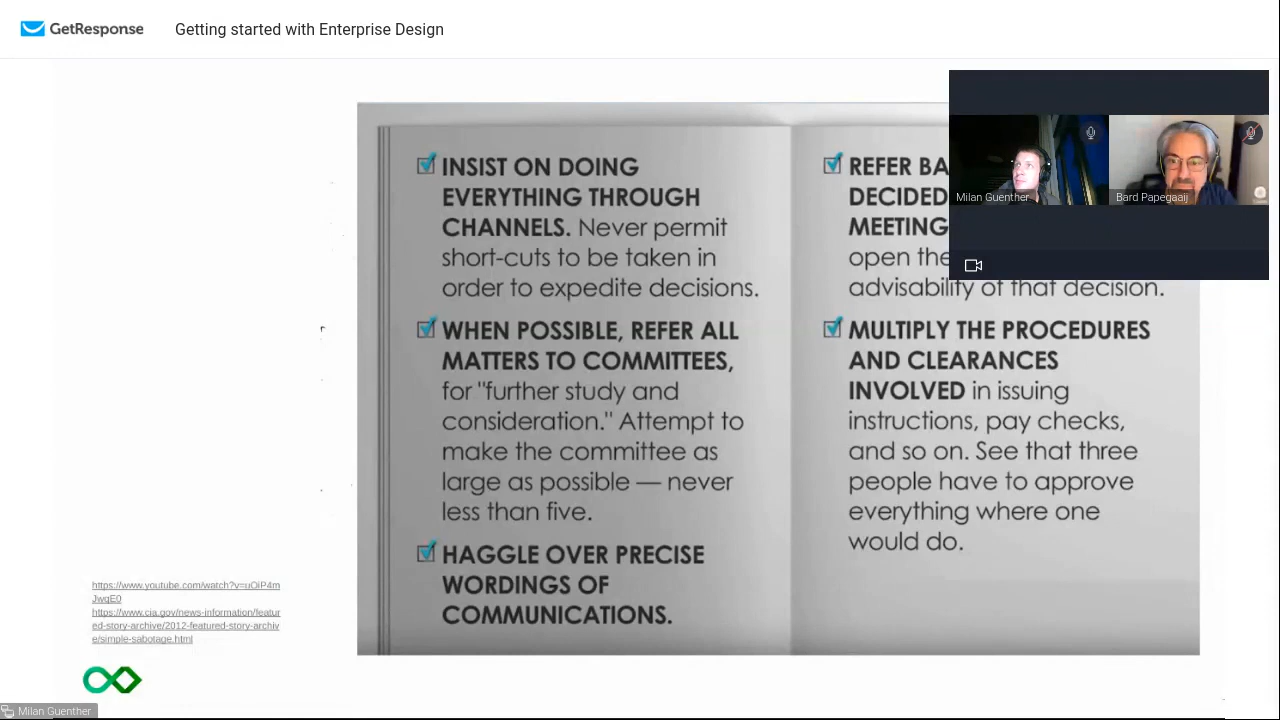 GetResponse
Getting started with Enterprise Design
INSIST ON DOING
EVERYTHING THROUGH
CHANNELS. Never permit
short-cuts to be taken in
order to expedite decisions.
WHEN POSSIBLE, REFER ALL
MATTERS TO COMMITTEES,
for "further study and
consideration." Attempt to
make the committee as
large as possible — never
less than five.
HAGGLE OVER PRECISE
WORDINGS OF
COMMUNICATIONS.
REFER BA
DECIDED
MEETING
open the
advisability of that decision.
MULTIPLY THE PROCEDURES
AND CLEARANCES
INVOLVED in issuing
instructions, pay checks,
and so on. See that three
people have to approve
everything where one
would do.
Milan Guenther
Bard Papegaaij
https://www.youtube.com/watch?v=uOiP4m
JwqE0
https://www.cia.gov/news-information/featur
ed-story-archive/2012-featured-story-archiv
e/simple-sabotage.html
Milan Guenther